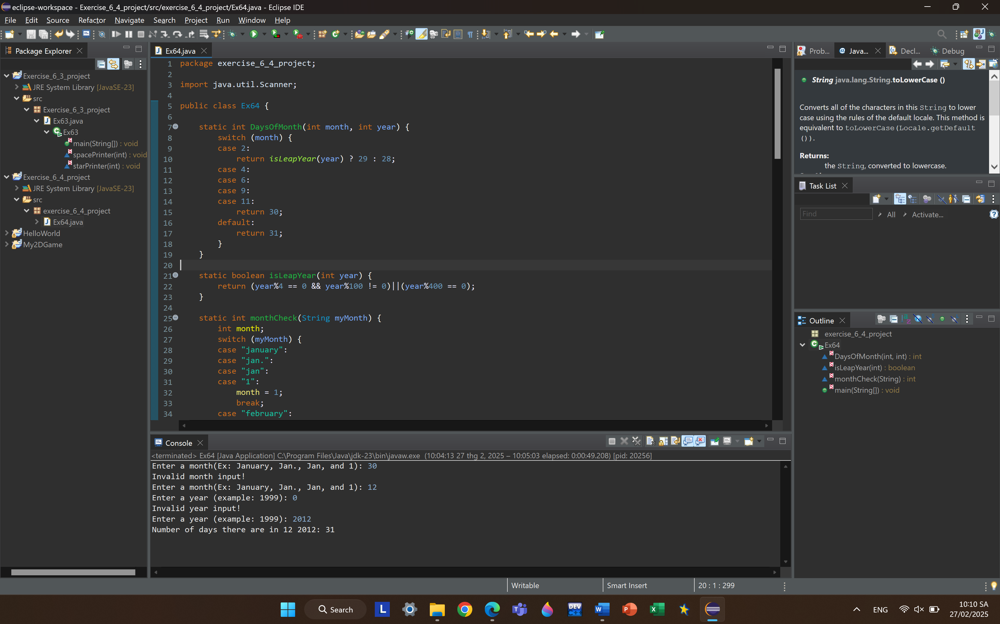 eclipse-workspace - Exercise_6_4_project/src/exercise_6_4_project/Ex64.java - Eclipse IDE
File Edit Source Refactor Navigate Search Project Run Window Help
Package Explorer
Exercise_6_3_project
JRE System Library [JavaSE-23]
src
Exercise_6_3_project
Ex63.java
Ex63
main(String[]) : void
spacePrinter(int) : void
starPrinter(int) : void
Exercise_6_4_project
JRE System Library [JavaSE-23]
src
exercise_6_4_project
Ex64.java
HelloWorld
My2DGame
Ex64.java
1 package exercise_6_4_project;
2
3 import java.util.Scanner;
4
5 public class Ex64 {
6
7 static int DaysOfMonth(int month, int year) {
8 switch (month) {
9 case 2:
10 return isLeapYear(year) ? 29 : 28;
11 case 4:
12 case 6:
13 case 9:
14 case 11:
15 return 30;
16 default:
17 return 31;
18 }
19 }
20
21 static boolean isLeapYear(int year) {
22 return (year%4 == 0 && year%100 != 0)||(year%400 == 0);
23 }
24
25 static int monthCheck(String myMonth) {
26 int month;
27 switch (myMonth) {
28 case "january":
29 case "jan.":
30 case "jan":
31 case "1":
32 month = 1;
33 break;
34 case "february":
Console
<terminated> Ex64 [Java Application] C:\Program Files\Java\jdk-23\bin\javaw.exe (10:04:13 27 thg 2, 2025 – 10:05:03 elapsed: 0:00:49.208) [pid: 20256]
Enter a month(Ex: January, Jan., Jan, and 1): 30
Invalid month input!
Enter a month(Ex: January, Jan., Jan, and 1): 12
Enter a year (example: 1999): 0
Invalid year input!
Enter a year (example: 1999): 2012
Number of days there are in 12 2012: 31
Prob... @ Java... Decl... Debug
String java.lang.String.toLowerCase ()
Converts all of the characters in this String to lower
case using the rules of the default locale. This method is
equivalent to toLowerCase(Locale.getDefault
()).
Returns:
the String, converted to lowercase.
Task List
Find All Activate...
Outline
exercise_6_4_project
Ex64
DaysOfMonth(int, int) : int
isLeapYear(int) : boolean
monthCheck(String) : int
main(String[]) : void
Writable Smart Insert 20 : 1 : 299
Search
L
DEV
C++
ENG
10:10 SA
27/02/2025